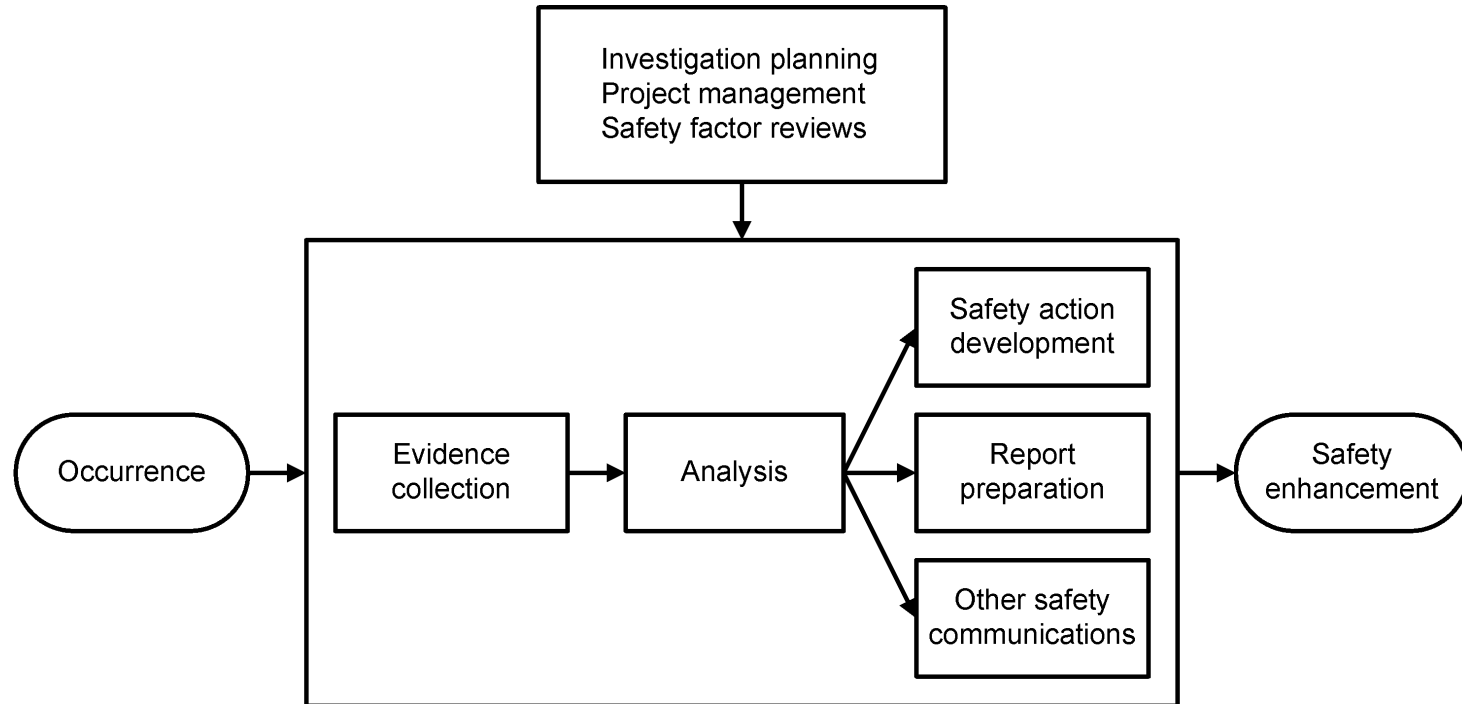 Investigation planning
Project management
Safety factor reviews
Occurrence
Evidence
collection
Analysis
Safety action
development
Report
preparation
Other safety
communications
Safety
enhancement